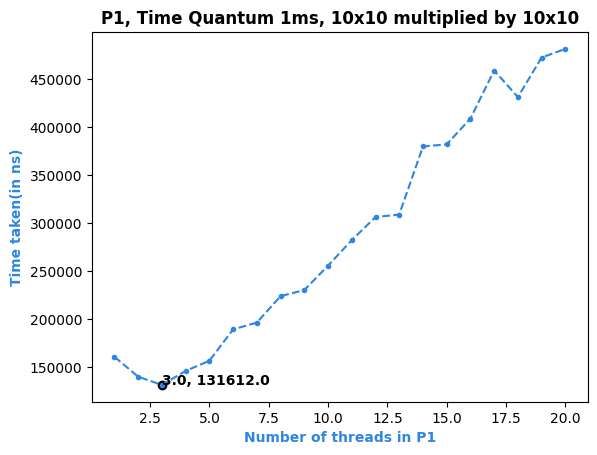 P1, Time Quantum 1ms, 10x10 multiplied by 10x10
450000
400000
350000
300000
250000
200000
150000
Time taken(in ns)
3.0, 131612.0
2.5 5.0 7.5 10.0 12.5 15.0 17.5 20.0
Number of threads in P1